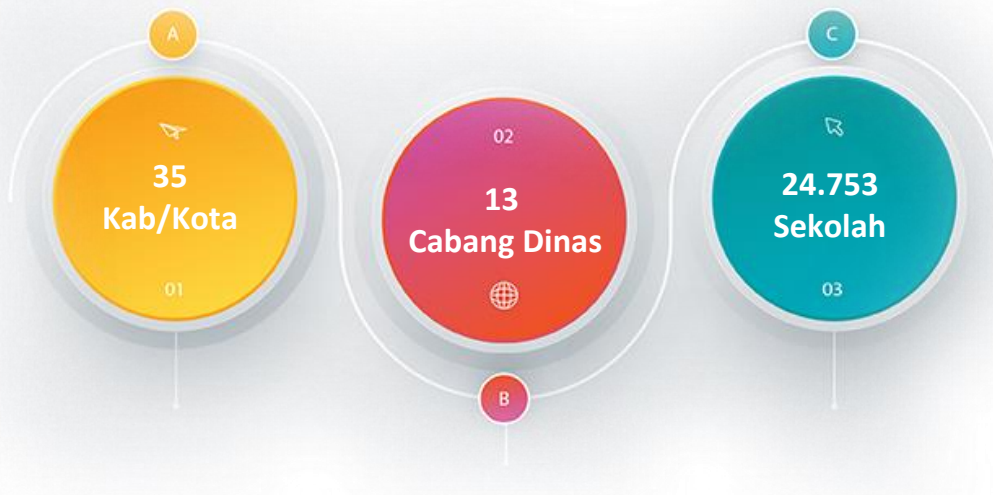 A
35
Kab/Kota
01
02
13
Cabang Dinas
B
C
24.753
Sekolah
03